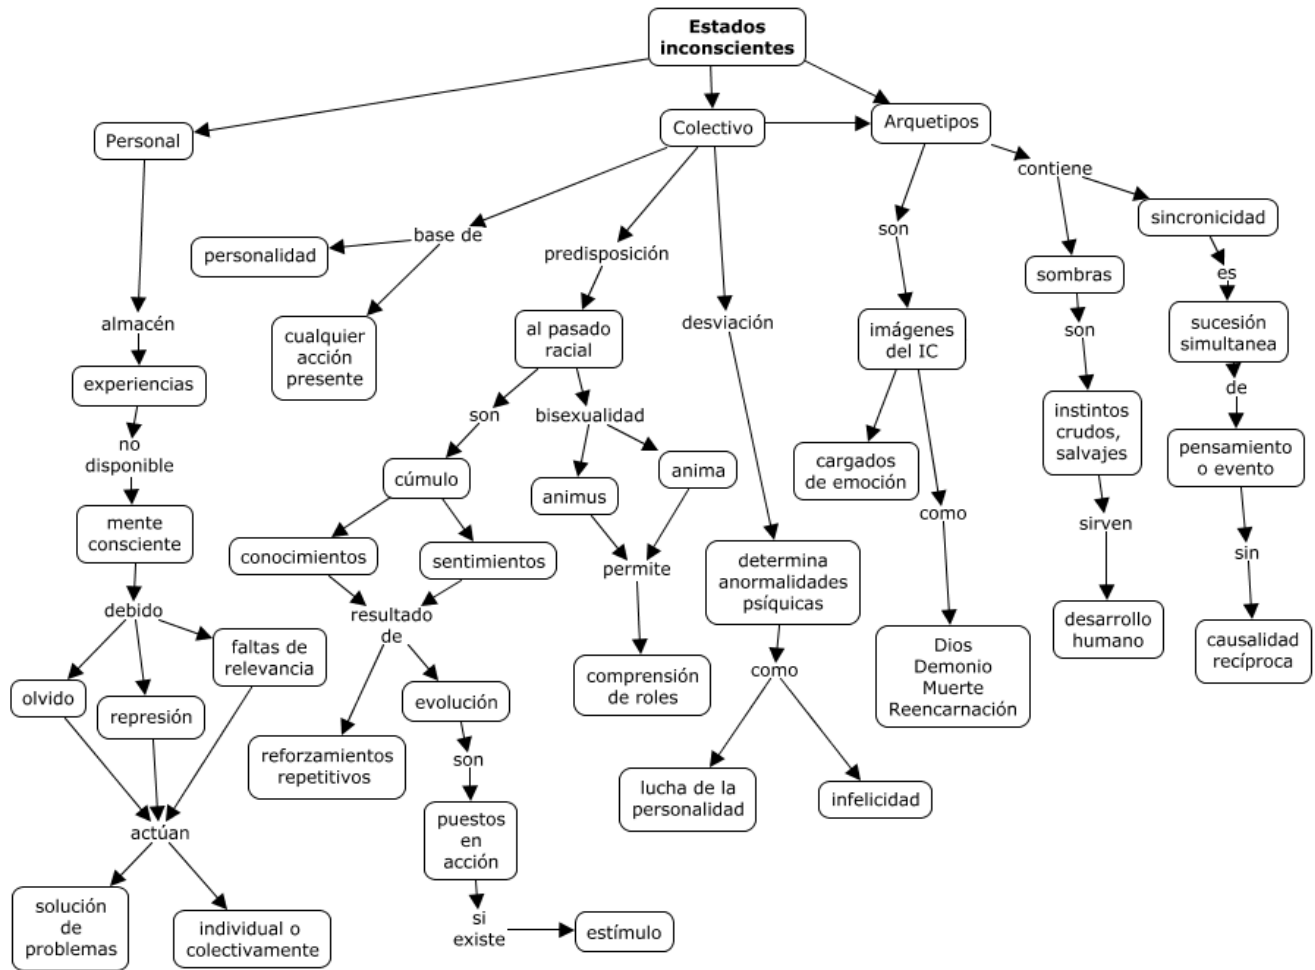 Estados
inconscientes
Personal
Colectivo
Arquetipos
contiene
sincronicidad
base de
personalidad
predisposición
son
sombras
es
almacén
cualquier
acción
presente
al pasado
racial
desviación
imágenes
del IC
son
sucesión
simultanea
experiencias
son
bisexualidad
instintos
crudos,
salvajes
de
no
disponible
cúmulo
animus
anima
cargados
de emoción
pensamiento
o evento
mente
consciente
conocimientos
sentimientos
permite
determina
anormalidades
psíquicas
como
sirven
sin
debido
resultado
de
desarrollo
humano
causalidad
recíproca
olvido
represión
faltas de
relevancia
evolución
comprensión
de roles
como
Dios
Demonio
Muerte
Reencarnación
reforzamientos
repetitivos
son
lucha de la
personalidad
infelicidad
actúan
puestos
en
acción
solución
de
problemas
individual o
colectivamente
si
existe
estímulo